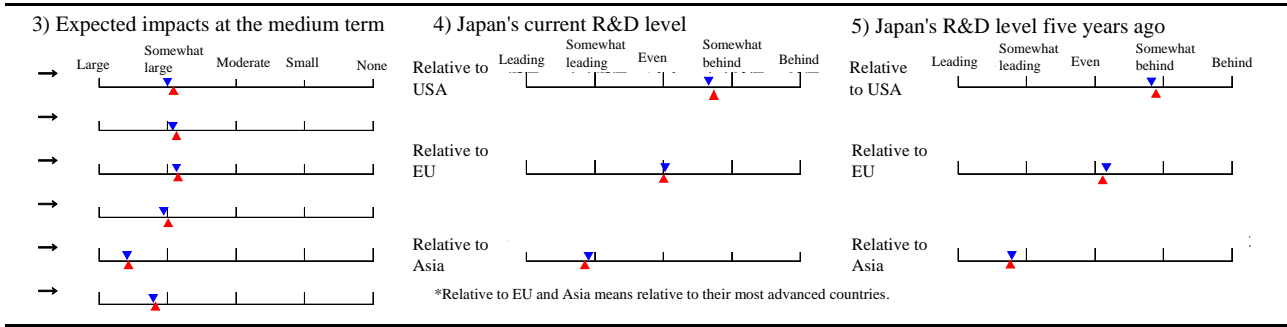 3) Expected impacts at the medium term
Large
Somewhat
large
Moderate
Small
None
→
→
→
→
→
→
4) Japan's current R&D level
Leading
Somewhat
leading
Even
Somewhat
behind
Behind
Relative to
USA
Relative to
EU
Relative to
Asia
*Relative to EU and Asia means relative to their most advanced countries.
5) Japan's R&D level five years ago
Leading
Somewhat
leading
Even
Somewhat
behind
Behind
Relative
to USA
Relative to
EU
Relative to
Asia